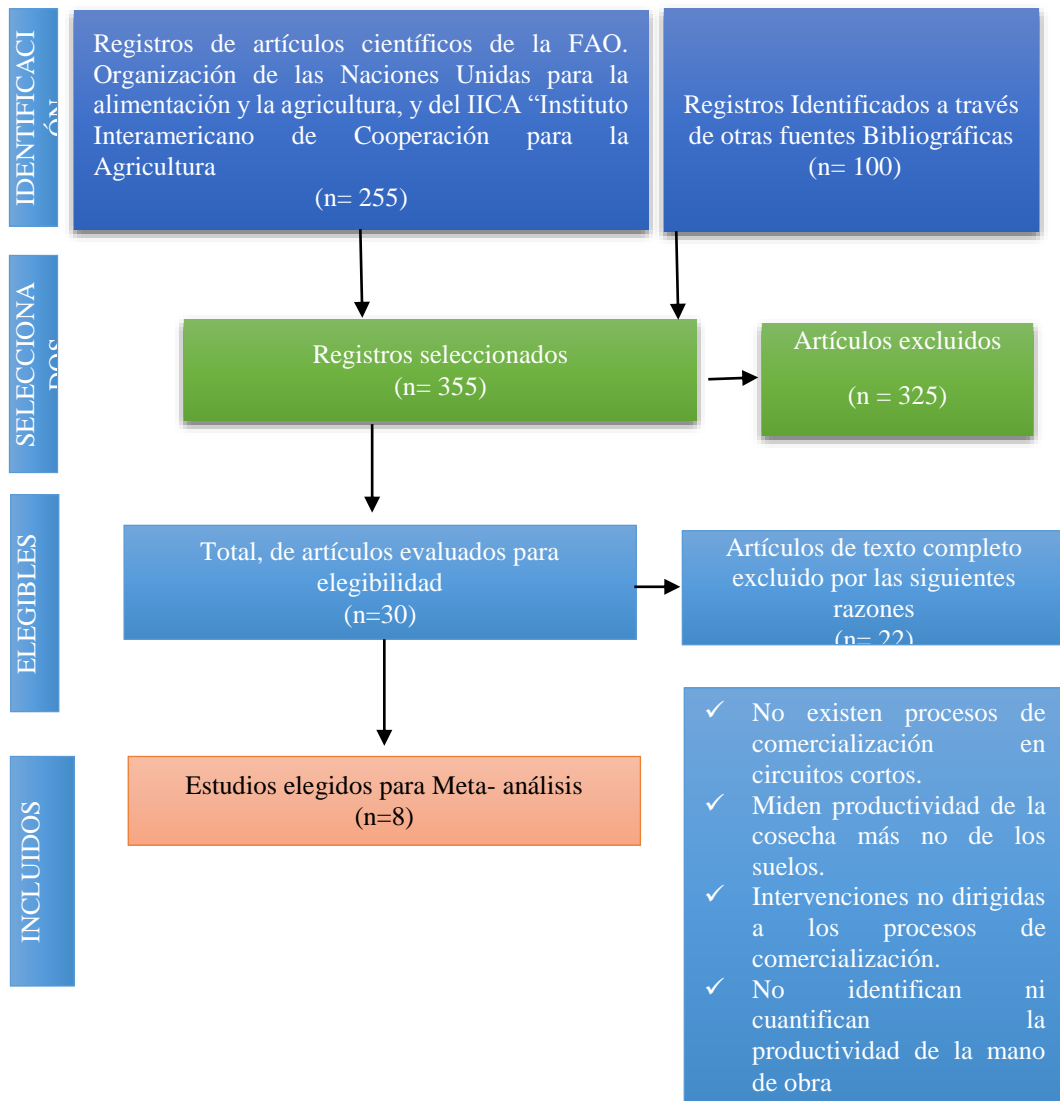 IDENTIFICACI
ÓN
Registros de artículos científicos de la FAO.
Organización de las Naciones Unidas para la
alimentación y la agricultura, y del IICA “Instituto
Interamericano de Cooperación para la
Agricultura
(n= 255)
Registros Identificados a través
de otras fuentes Bibliográficas
(n= 100)
SELECCIONA
DOS
Registros seleccionados
(n= 355)
Artículos excluidos
(n = 325)
ELEGIBLES
Total, de artículos evaluados para
elegibilidad
(n=30)
Artículos de texto completo
excluido por las siguientes
razones
(n= 22)
INCLUIDOS
Estudios elegidos para Meta- análisis
(n=8)
✓ No existen procesos de
comercialización en
circuitos cortos.
✓ Miden productividad de la
cosecha más no de los
suelos.
✓ Intervenciones no dirigidas
a los procesos de
comercialización.
✓ No identifican ni
cuantifican la
productividad de la mano
de obra